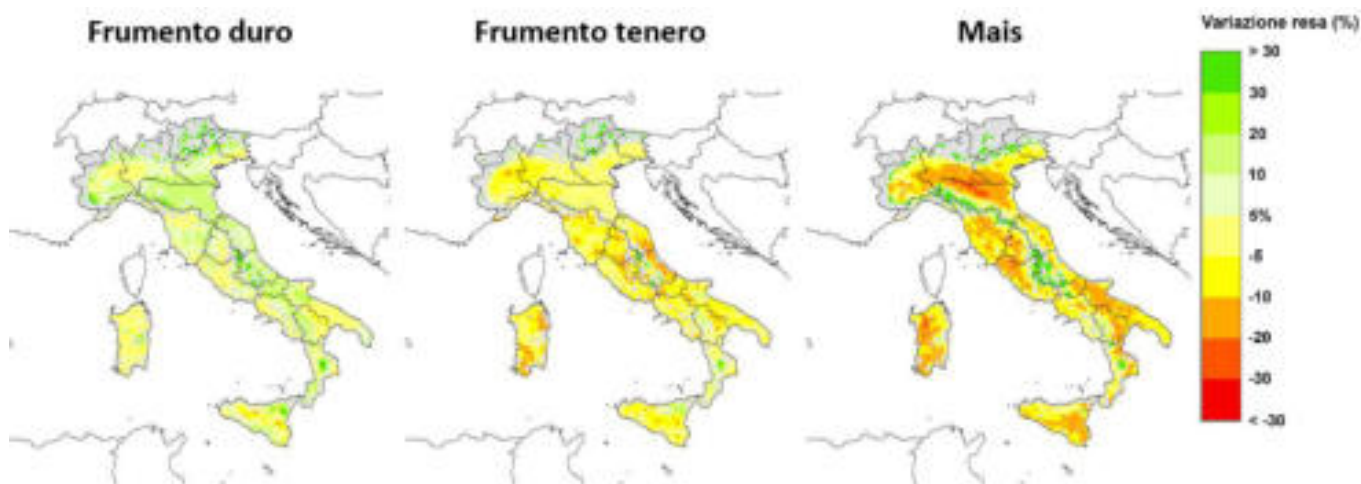 Frumento duro
Frumento tenero
Mais
Variazione resa (%)
> 30
30
20
10
5%
-5
-10
-20
-30
< -30